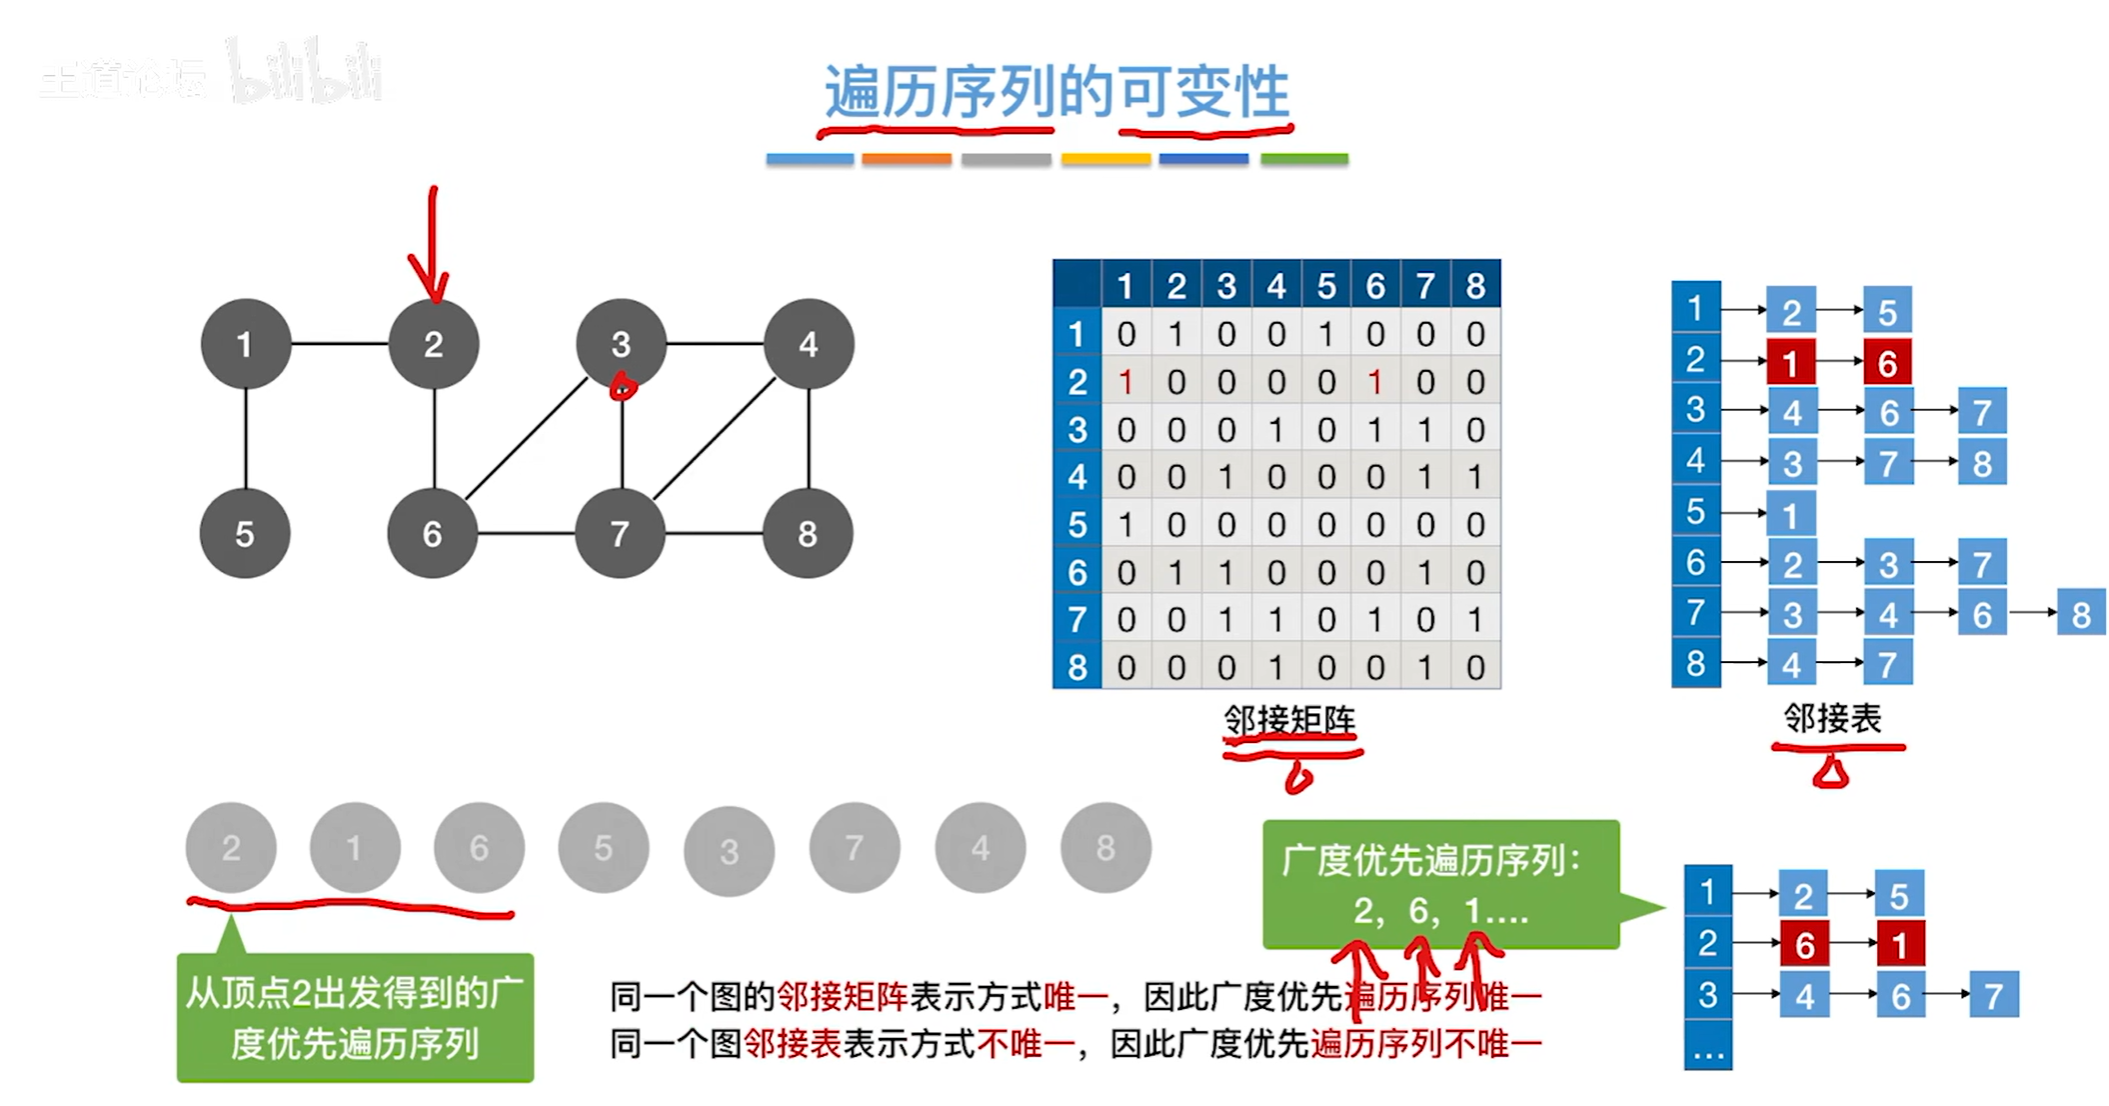 王道论坛 bilibili
遍历序列的可变性
1 2 3 4
5 6 7 8
1 2 3 4 5 6 7 8
1 0 1 0 0 1 0 0 0
2 1 0 0 0 0 1 0 0
3 0 0 0 1 0 1 1 0
4 0 0 1 0 0 0 1 1
5 1 0 0 0 0 0 0 0
6 0 1 1 0 0 0 1 0
7 0 0 1 1 0 1 0 1
8 0 0 0 1 0 0 1 0
邻接矩阵
1 2 5
2 1 6
3 4 6 7
4 3 7 8
5 1
6 2 3 7
7 3 4 6 8
8 4 7
邻接表
2 1 6 5 3 7 4 8
从顶点2出发得到的广
度优先遍历序列
广度优先遍历序列：
2，6，1....
1 2 5
2 6 1
3 4 6 7
...
同一个图的邻接矩阵表示方式唯一，因此广度优先遍历序列唯一
同一个图邻接表表示方式不唯一，因此广度优先遍历序列不唯一